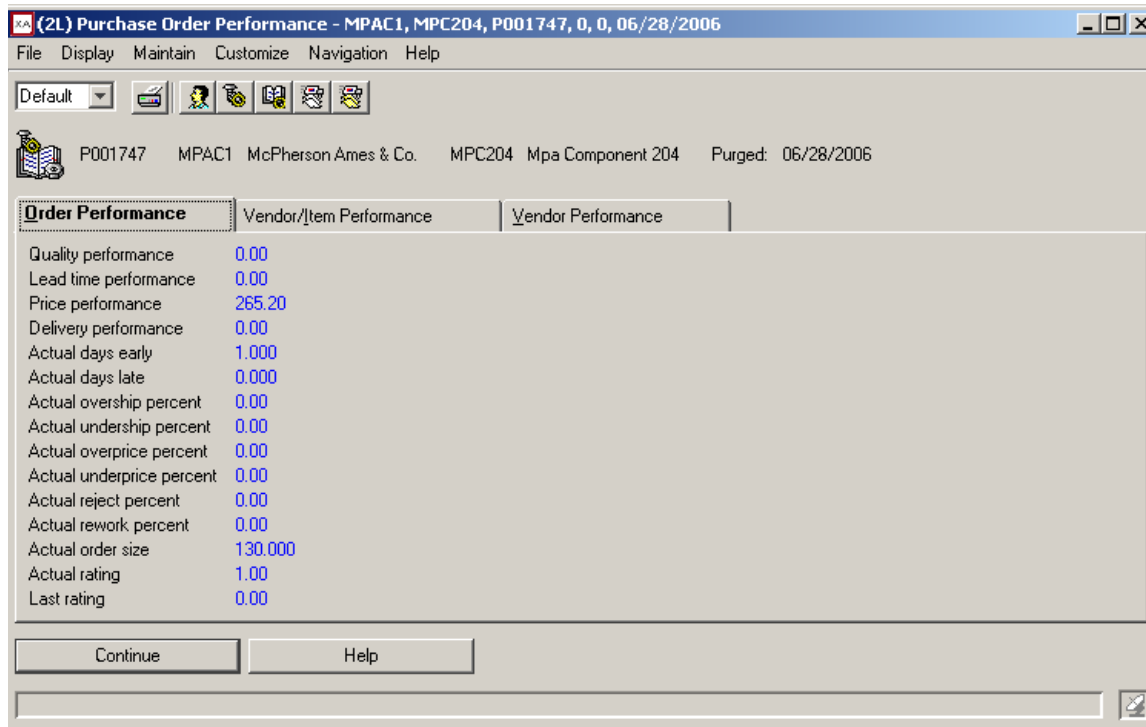 XA (2L) Purchase Order Performance - MPAC1, MPC204, P001747, 0, 0, 06/28/2006
File Display Maintain Customize Navigation Help
Default
P001747 MPAC1 McPherson Ames & Co. MPC204 Mpa Component 204 Purged: 06/28/2006
Order Performance Vendor/Item Performance Vendor Performance
Quality performance 0.00
Lead time performance 0.00
Price performance 265.20
Delivery performance 0.00
Actual days early 1.000
Actual days late 0.000
Actual overship percent 0.00
Actual undership percent 0.00
Actual overprice percent 0.00
Actual underprice percent 0.00
Actual reject percent 0.00
Actual rework percent 0.00
Actual order size 130.000
Actual rating 1.00
Last rating 0.00
Continue Help